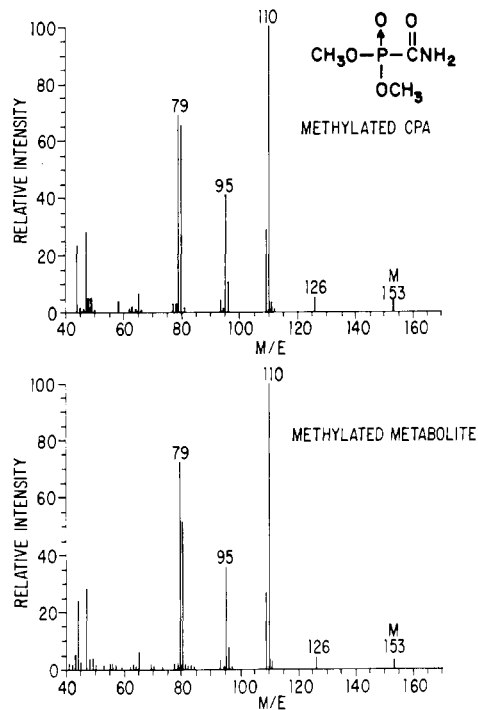 RELATIVE INTENSITY
100
80
60
40
20
0
110
79
95
126
M
153
O
O
CH3O—P—CNH2
OCH3
METHYLATED CPA
40 60 80 100 120 140 160
M/E
RELATIVE INTENSITY
100
80
60
40
20
0
110
79
95
126
M
153
METHYLATED METABOLITE
40 60 80 100 120 140 160
M/E